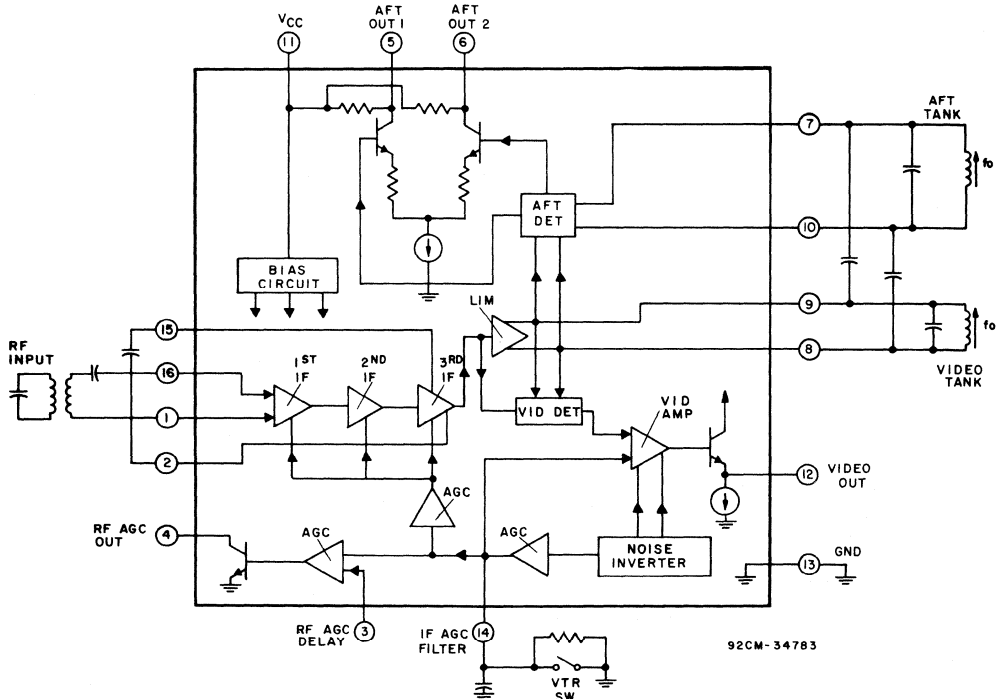 VCC
11
AFT
OUT 1
5
AFT
OUT 2
6
7
AFT
TANK
fo
AFT
DET
10
BIAS
CIRCUIT
LIM
9
fo
8
VIDEO
TANK
15
RF
INPUT
16
1
2
1ST
IF
2ND
IF
3RD
IF
VID DET
VID
AMP
12
VIDEO
OUT
AGC
RF AGC
OUT
4
AGC
AGC
NOISE
INVERTER
13
GND
RF AGC
DELAY
3
IF AGC
FILTER
14
VTR
SW
92CM-34783